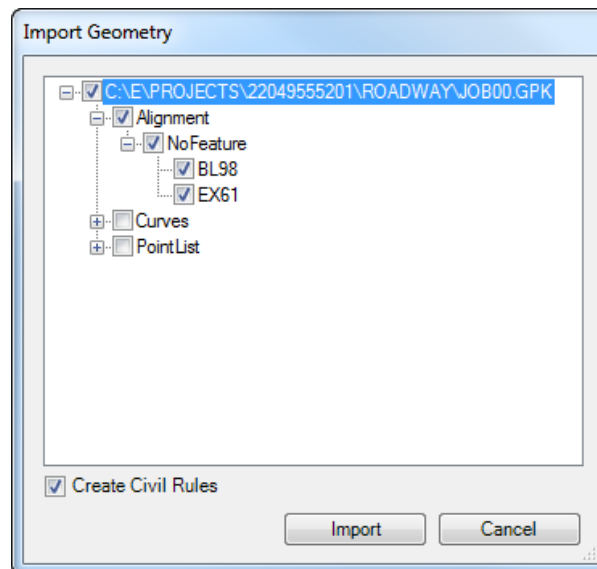 Import Geometry
C:\E\PROJECTS\22049555201\ROADWAY\JOB00.GPK
Alignment
NoFeature
BL98
EX61
Curves
PointList
Create Civil Rules
Import Cancel